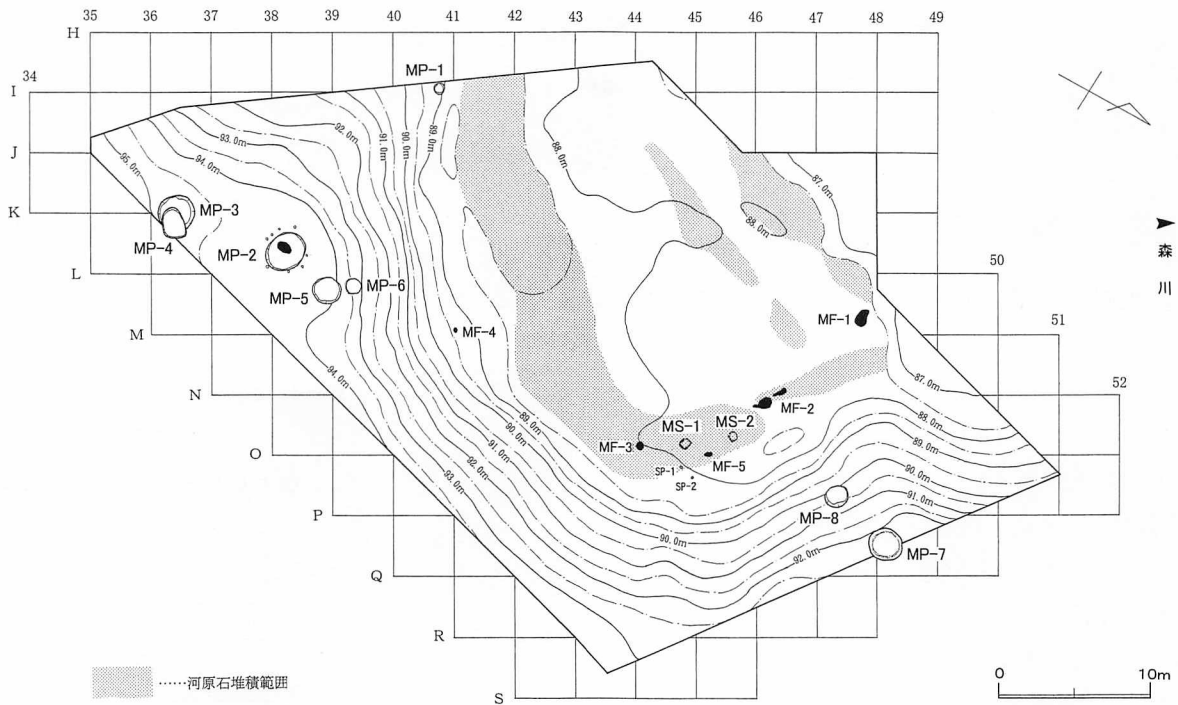 35 36 37 38 39 40 41 42 43 44 45 46 47 48 49
H
34
I
J
K
L
M
N
O
P
Q
R
S
50
51
52
MP-1
MP-3
MP-4
MP-2
MP-5
MP-6
MF-4
MF-1
MF-2
MS-1
MS-2
MF-3
MF-5
SP-1
SP-2
MP-8
MP-7
95.0m
94.0m
93.0m
92.0m
91.0m
90.0m
89.0m
88.0m
87.0m
88.0m
94.0m
93.0m
92.0m
91.0m
90.0m
89.0m
87.0m
88.0m
89.0m
90.0m
91.0m
92.0m
90.0m
森川
……河原石堆積範囲
0 10m